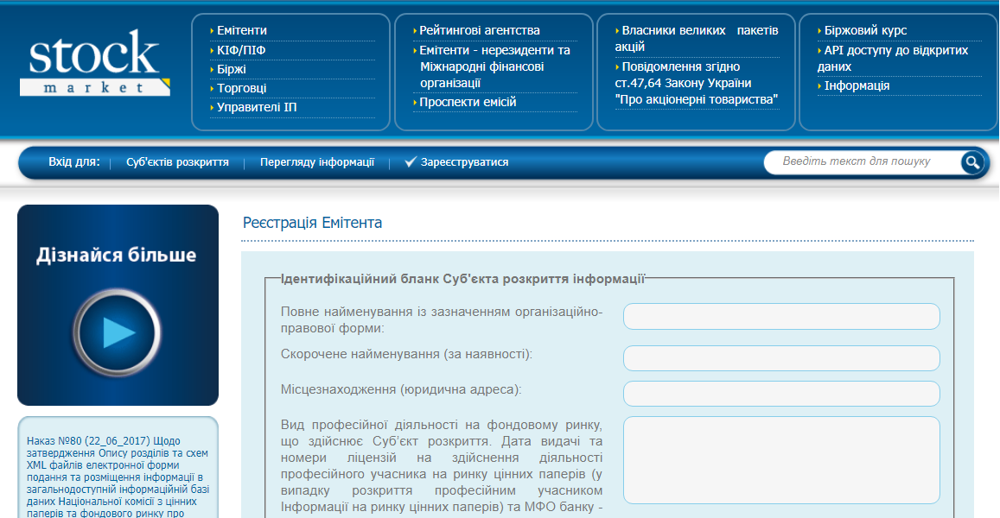 stock
market
Емітенти
КІФ/ПІФ
Біржі
Торговці
Управителі ІП
Рейтингові агентства
Емітенти - нерезиденти та
Міжнародні фінансові
організації
Проспекти емісій
Власники великих пакетів
акцій
Повідомлення згідно
ст.47,64 Закону України
"Про акціонерні товариства"
Біржовий курс
API доступу до відкритих
даних
Інформація
Вхід для:
Суб'єктів розкриття
Перегляду інформації
Зареєструватися
Введіть текст для пошуку
Дізнайся більше
Наказ №80 (22_06_2017) Щодо
затвердження Опису розділів та схем
XML файлів електронної форми
подання та розміщення інформації в
загальнодоступній інформаційній базі
даних Національної комісії з цінних
паперів та фондового ринку про
Реєстрація Емітента
Ідентифікаційний бланк Суб'єкта розкриття інформації
Повне найменування із зазначенням організаційно-
правової форми:
Скорочене найменування (за наявності):
Місцезнаходження (юридична адреса):
Вид професійної діяльності на фондовому ринку,
що здійснює Суб'єкт розкриття. Дата видачі та
номери ліцензій на здійснення діяльності
професійного учасника на ринку цінних паперів (у
випадку розкриття професійним учасником
Інформації на ринку цінних паперів) та МФО банку -